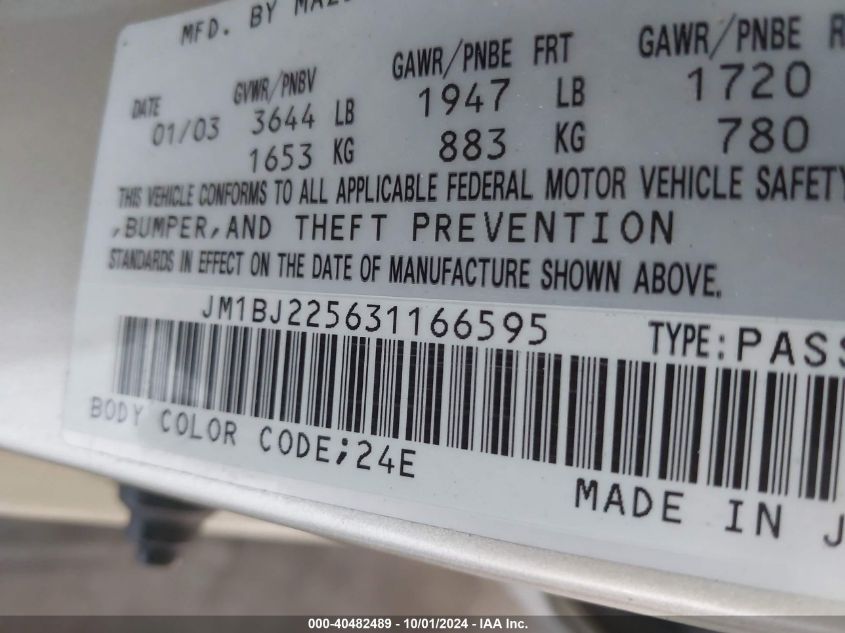 MFD. BY
DATE GVWR/PNBV GAWR/PNBE FRT GAWR/PNBE
01/03 3644 LB 1947 LB 1720
1653 KG 883 KG 780
THIS VEHICLE CONFORMS TO ALL APPLICABLE FEDERAL MOTOR VEHICLE SAFETY
,BUMPER,AND THEFT PREVENTION
STANDARDS IN EFFECT ON THE DATE OF MANUFACTURE SHOWN ABOVE.
JM1BJ225631166595 TYPE:PASS
BODY COLOR CODE;24E
MADE IN J
000-40482489 - 10/01/2024 - IAA Inc.